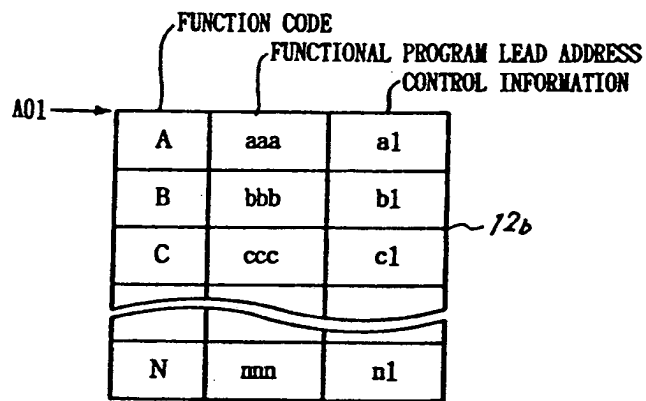 FUNCTION CODE
FUNCTIONAL PROGRAM LEAD ADDRESS
CONTROL INFORMATION
A01
A aaa a1
B bbb b1
12b
C ccc c1
N nnn n1